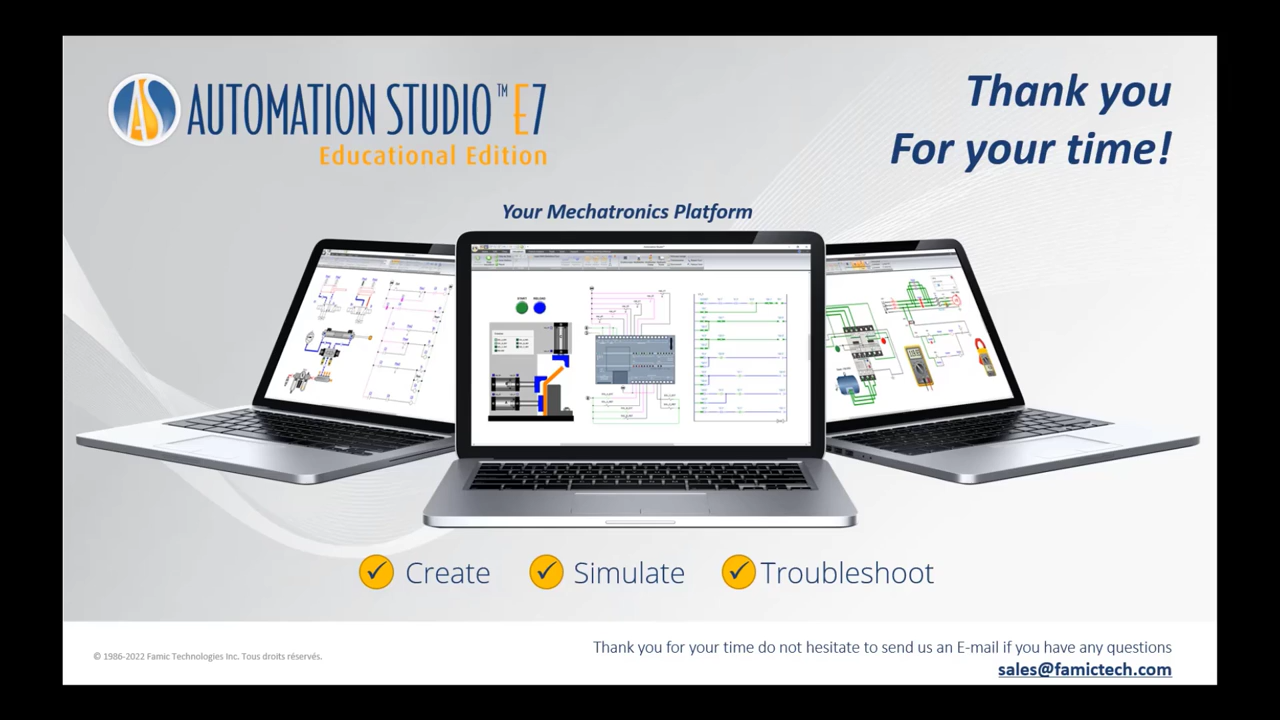 AUTOMATION STUDIO™ E7
Educational Edition
Thank you
For your time!
Your Mechatronics Platform
START RELOAD
Create
Simulate
Troubleshoot
Thank you for your time do not hesitate to send us an E-mail if you have any questions
© 1986-2022 Famic Technologies Inc. Tous droits réservés.
sales@famictech.com